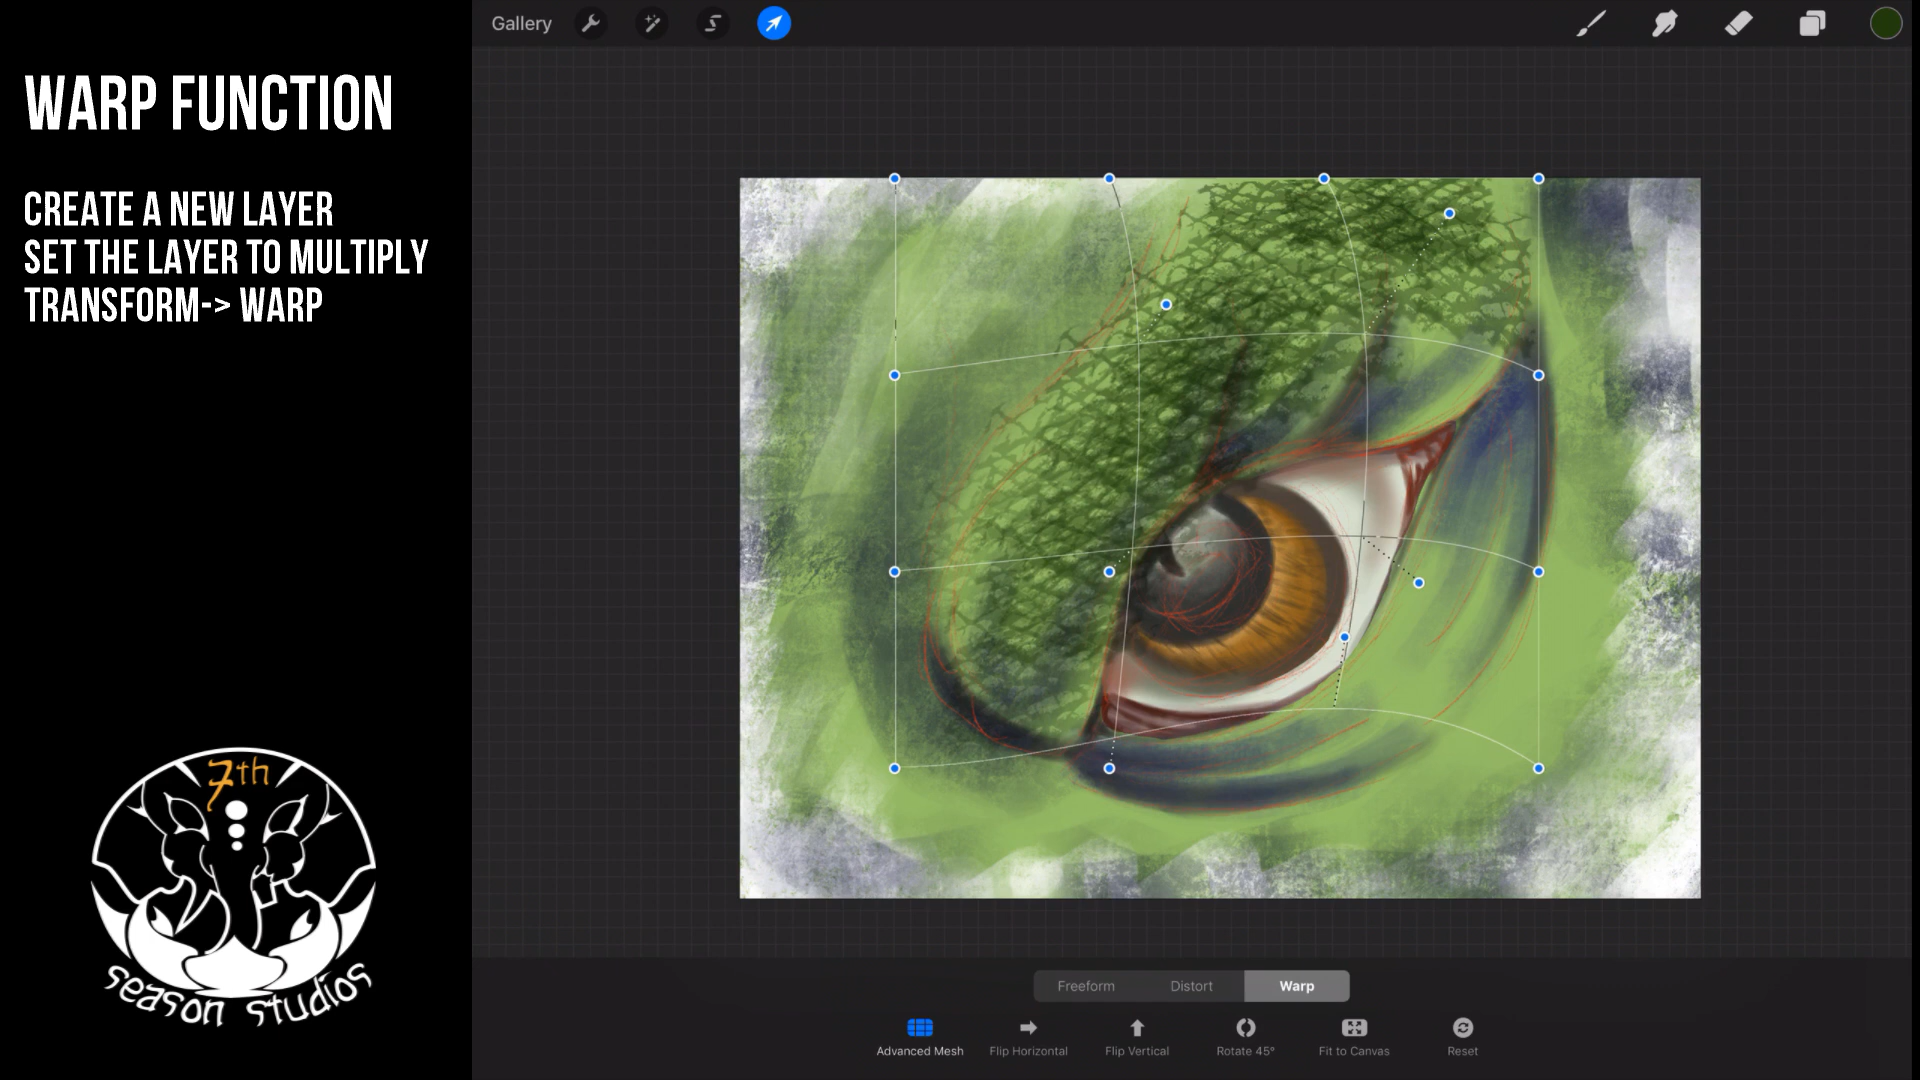 Gallery
WARP FUNCTION
CREATE A NEW LAYER
SET THE LAYER TO MULTIPLY
TRANSFORM-> WARP
7th
season studios
Freeform Distort Warp
Advanced Mesh Flip Horizontal Flip Vertical Rotate 45° Fit to Canvas Reset